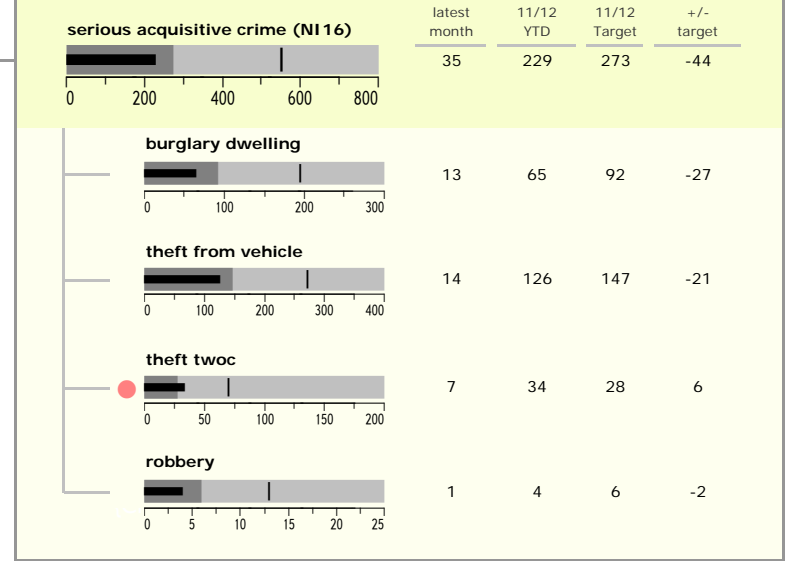 latest 11/12 11/12 +/-
serious acquisitive crime (NI16) month YTD Target target
35 229 273 -44
0 200 400 600 800
burglary dwelling
13 65 92 -27
0 100 200 300
theft from vehicle
14 126 147 -21
0 100 200 300 400
theft twoc
7 34 28 6
0 50 100 150 200
robbery
1 4 6 -2
0 5 10 15 20 25